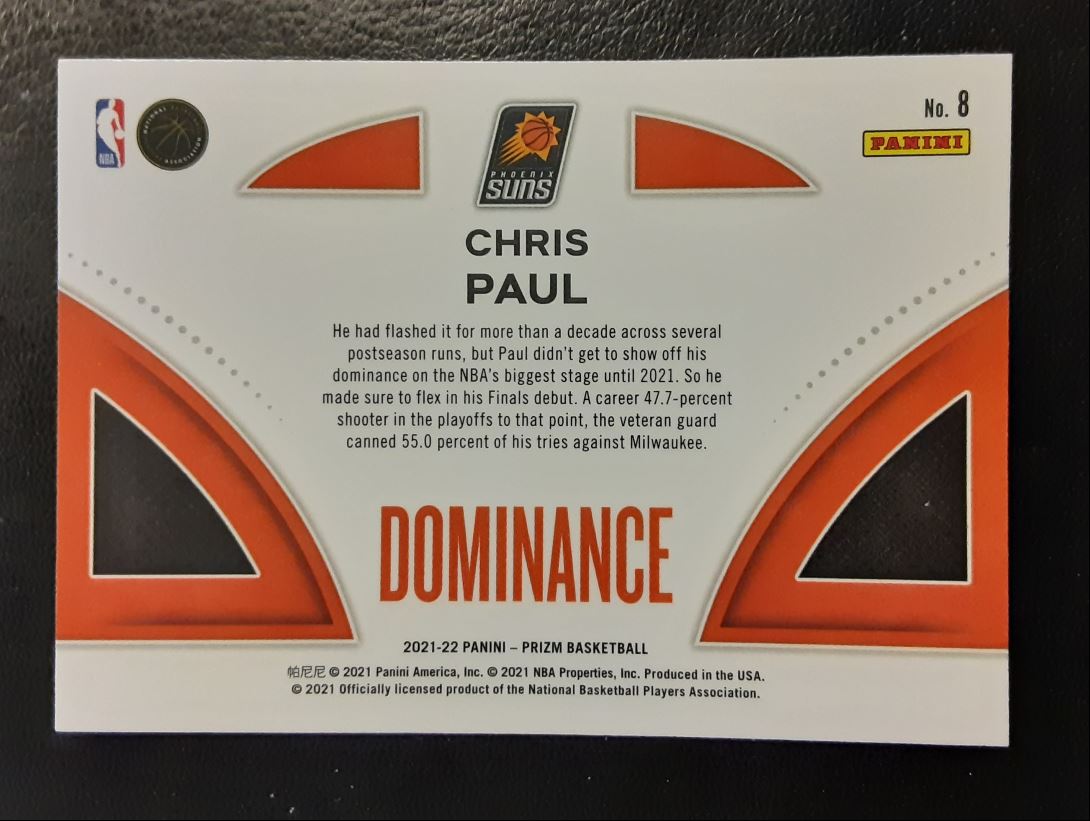 No. 8
PANINI
NBA
NATIONAL
ASSOCIATION
PHOENIX
SUNS
CHRIS
PAUL
He had flashed it for more than a decade across several
postseason runs, but Paul didn't get to show off his
dominance on the NBA's biggest stage until 2021. So he
made sure to flex in his Finals debut. A career 47.7-percent
shooter in the playoffs to that point, the veteran guard
canned 55.0 percent of his tries against Milwaukee.
DOMINANCE
2021-22 PANINI – PRIZM BASKETBALL
帕尼尼 © 2021 Panini America, Inc. © 2021 NBA Properties, Inc. Produced in the USA.
© 2021 Officially licensed product of the National Basketball Players Association.